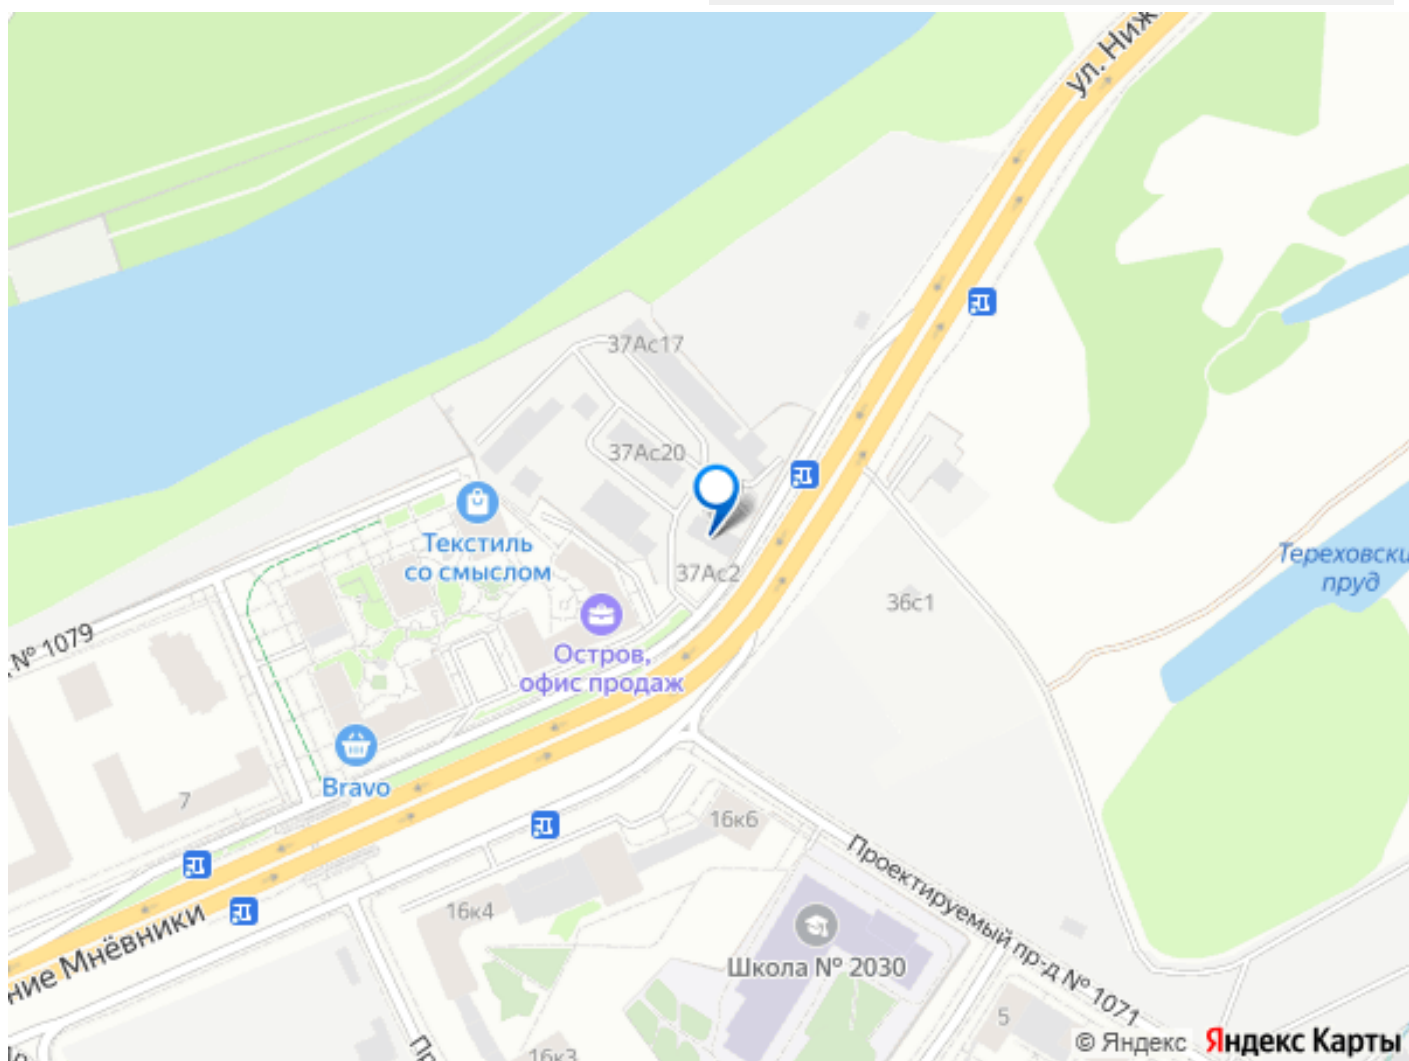 ул. Ниж
37Ас17
37Ас20
Текстиль
со смыслом
37Ас2
Тереховски
пруд
36с1
№ 1079
Остров,
офис продаж
Bravo
7
16к6
Проектируемый пр-д № 1071
16к4
ние Мнёвники
Школа № 2030
5
16к3
© Яндекс Яндекс Карты